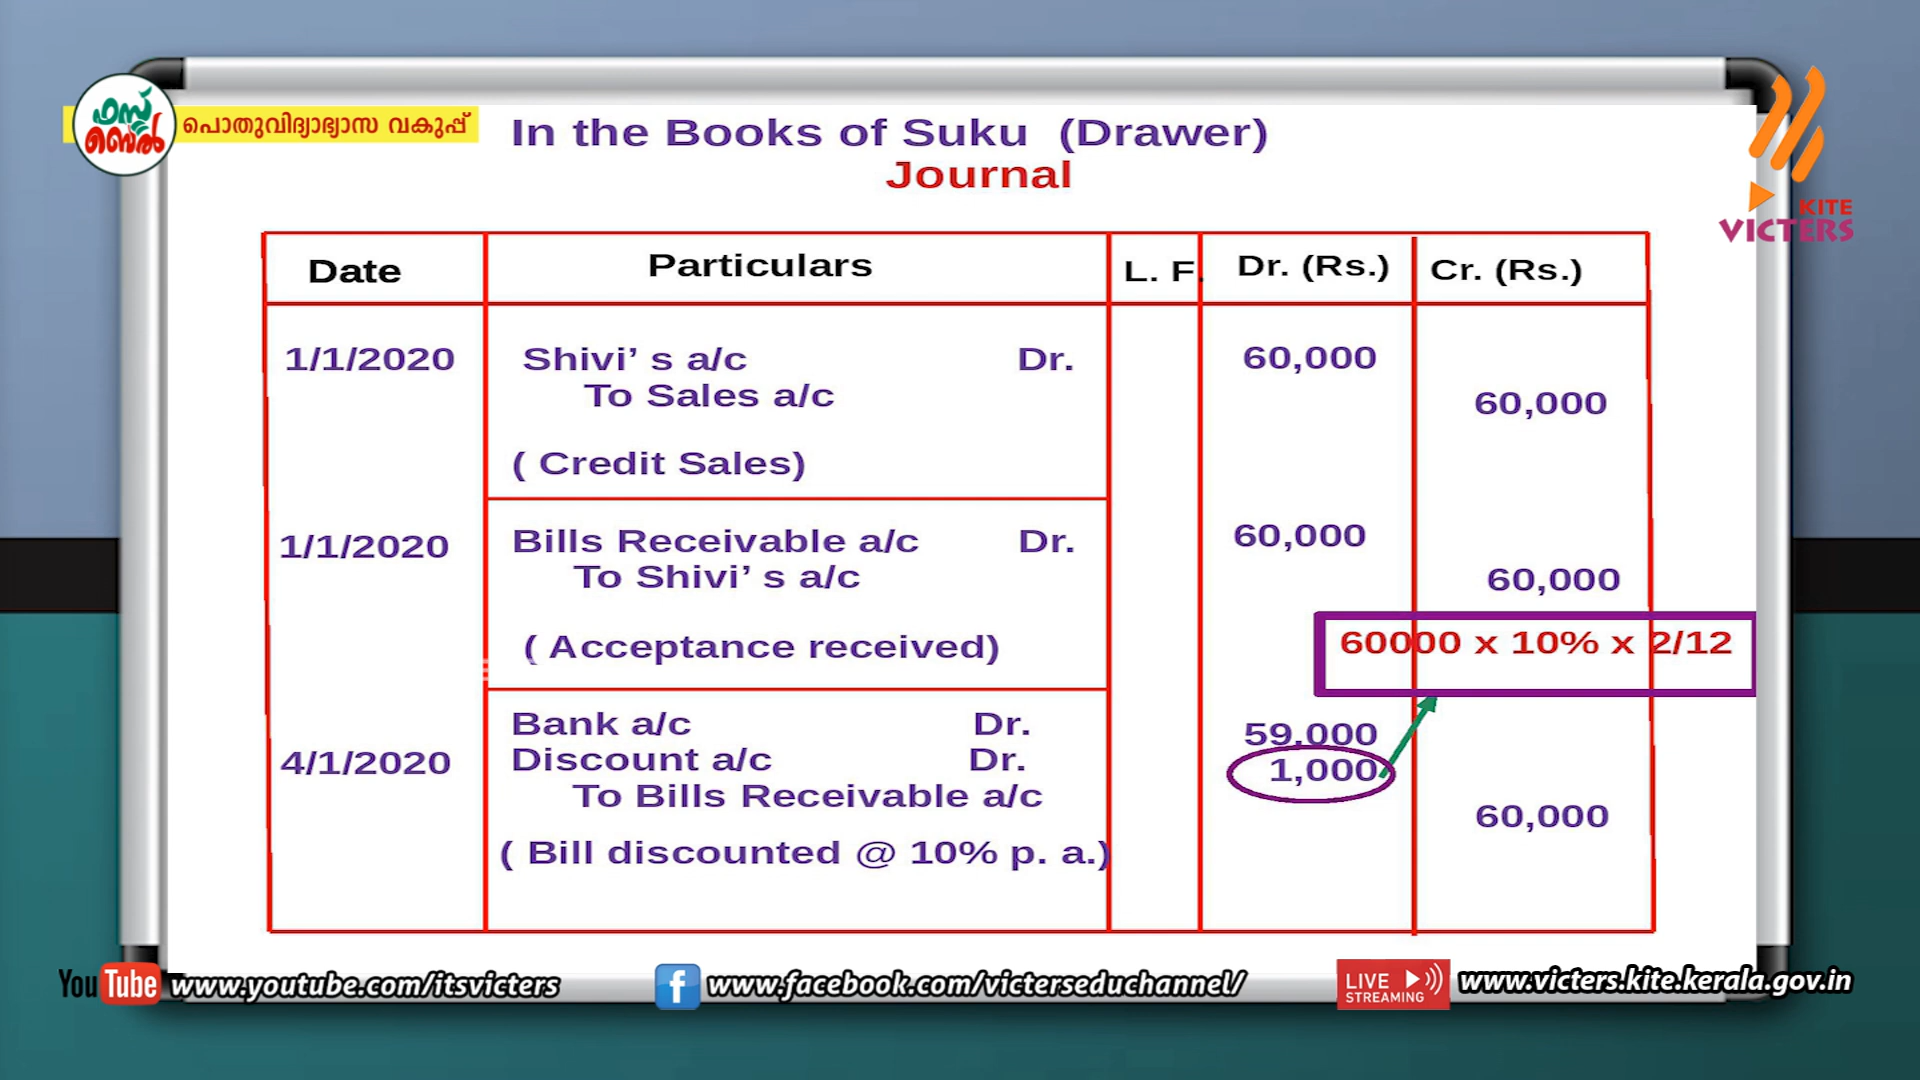 ഫസ്റ്റ് ബെൽ
പൊതുവിദ്യാഭ്യാസ വകുപ്പ്
In the Books of Suku (Drawer)
Journal
KITE
VICTERS
Date Particulars L. F. Dr. (Rs.) Cr. (Rs.)
1/1/2020 Shivi’ s a/c Dr. 60,000
To Sales a/c 60,000
( Credit Sales)
1/1/2020 Bills Receivable a/c Dr. 60,000
To Shivi’ s a/c 60,000
( Acceptance received)
60000 x 10% x 2/12
Bank a/c Dr. 59,000
4/1/2020 Discount a/c Dr. 1,000
To Bills Receivable a/c 60,000
( Bill discounted @ 10% p. a.)
YouTube www.youtube.com/itsvicters
f www.facebook.com/victerseduchannel/
LIVE STREAMING www.victers.kite.kerala.gov.in